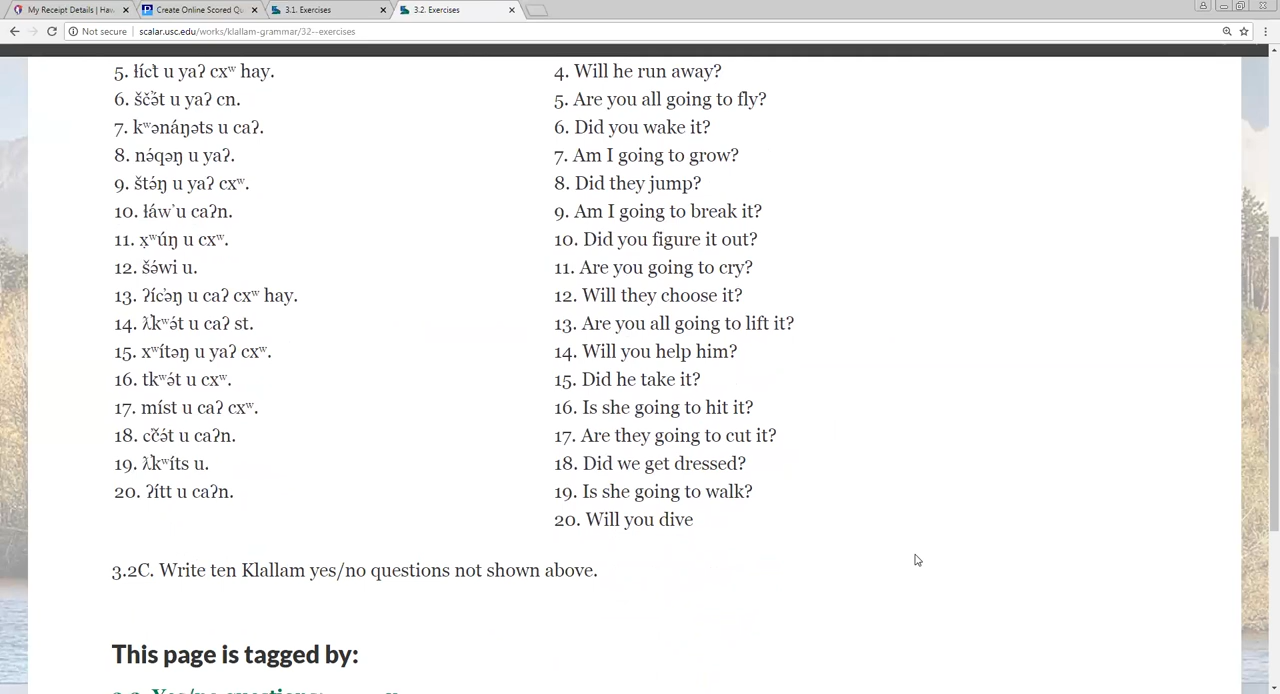 My Receipt Details | Haw
Create Online Scored Qu
3.1. Exercises
3.2. Exercises
Not secure | scalar.usc.edu/works/klallam-grammar/32--exercises
5. ɬíc̕t u yaʔ cxʷ hay.
6. šč̕ə́t u yaʔ cn.
7. kʷənáŋəts u caʔ.
8. nə́qəŋ u yaʔ.
9. štə́ŋ u yaʔ cxʷ.
10. ɬáw̕ u caʔn.
11. x̣ʷúŋ u cxʷ.
12. šə́wi u.
13. ʔíc̕əŋ u caʔ cxʷ hay.
14. ƛ̕kʷə́t u caʔ st.
15. xʷítəŋ u yaʔ cxʷ.
16. tkʷə́t u cxʷ.
17. míst u caʔ cxʷ.
18. cč̕ə́t u caʔn.
19. ƛ̕kʷíts u.
20. ʔítt u caʔn.
4. Will he run away?
5. Are you all going to fly?
6. Did you wake it?
7. Am I going to grow?
8. Did they jump?
9. Am I going to break it?
10. Did you figure it out?
11. Are you going to cry?
12. Will they choose it?
13. Are you all going to lift it?
14. Will you help him?
15. Did he take it?
16. Is she going to hit it?
17. Are they going to cut it?
18. Did we get dressed?
19. Is she going to walk?
20. Will you dive
3.2C. Write ten Klallam yes/no questions not shown above.
This page is tagged by: